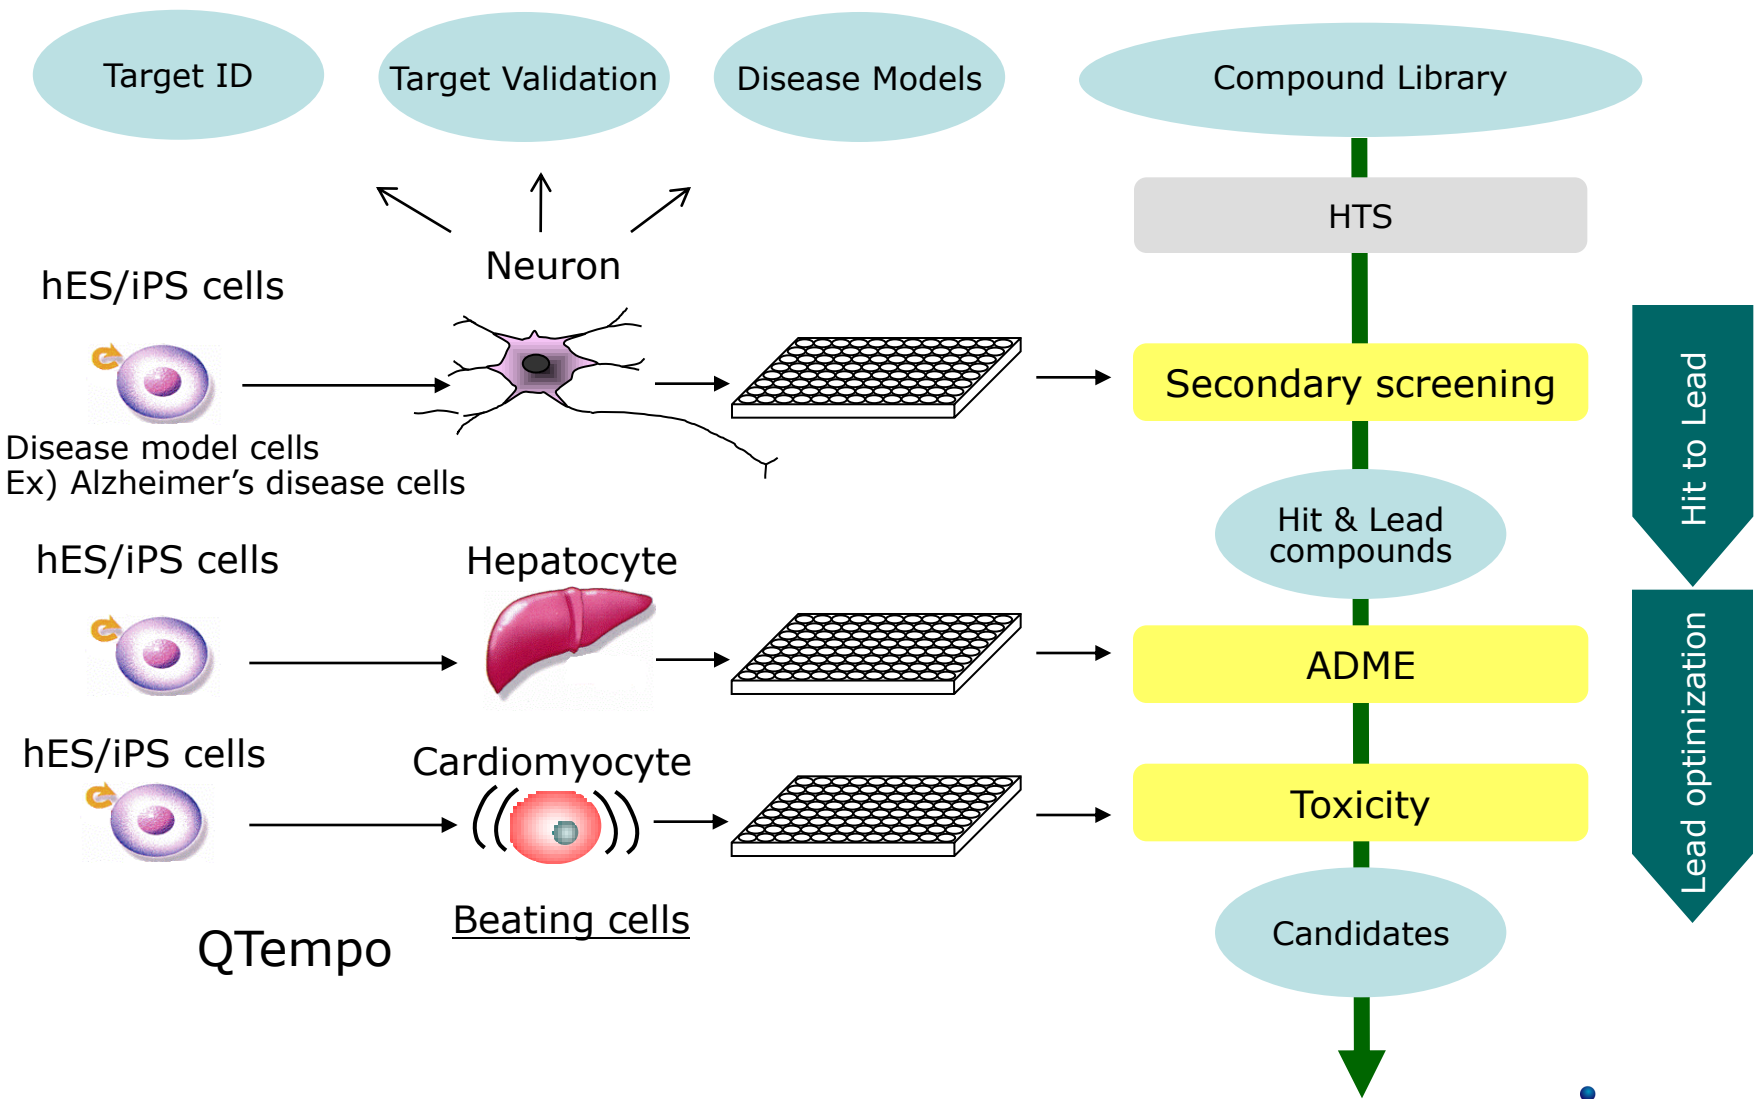 Target ID
Target Validation
Disease Models
Compound Library
HTS
Neuron
hES/iPS cells
Secondary screening
Hit to Lead
Disease model cells
Ex) Alzheimer’s disease cells
Hit & Lead
compounds
hES/iPS cells
Hepatocyte
ADME
Lead optimization
hES/iPS cells
Cardiomyocyte
Toxicity
Beating cells
QTempo
Candidates